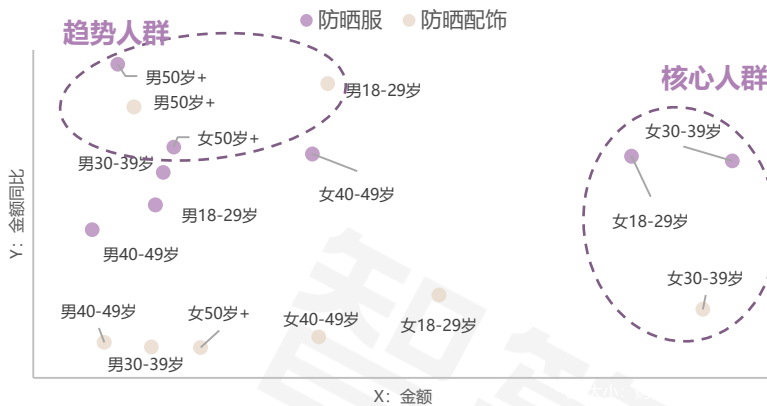 防晒服 防晒配饰
趋势人群
核心人群
男50岁+
男50岁+
男18-29岁
女30-39岁
女50岁+
男30-39岁
女40-49岁
男18-29岁
女18-29岁
男40-49岁
女30-39岁
男40-49岁
女50岁+
女40-49岁
女18-29岁
男30-39岁
Y：金额同比
X：金额